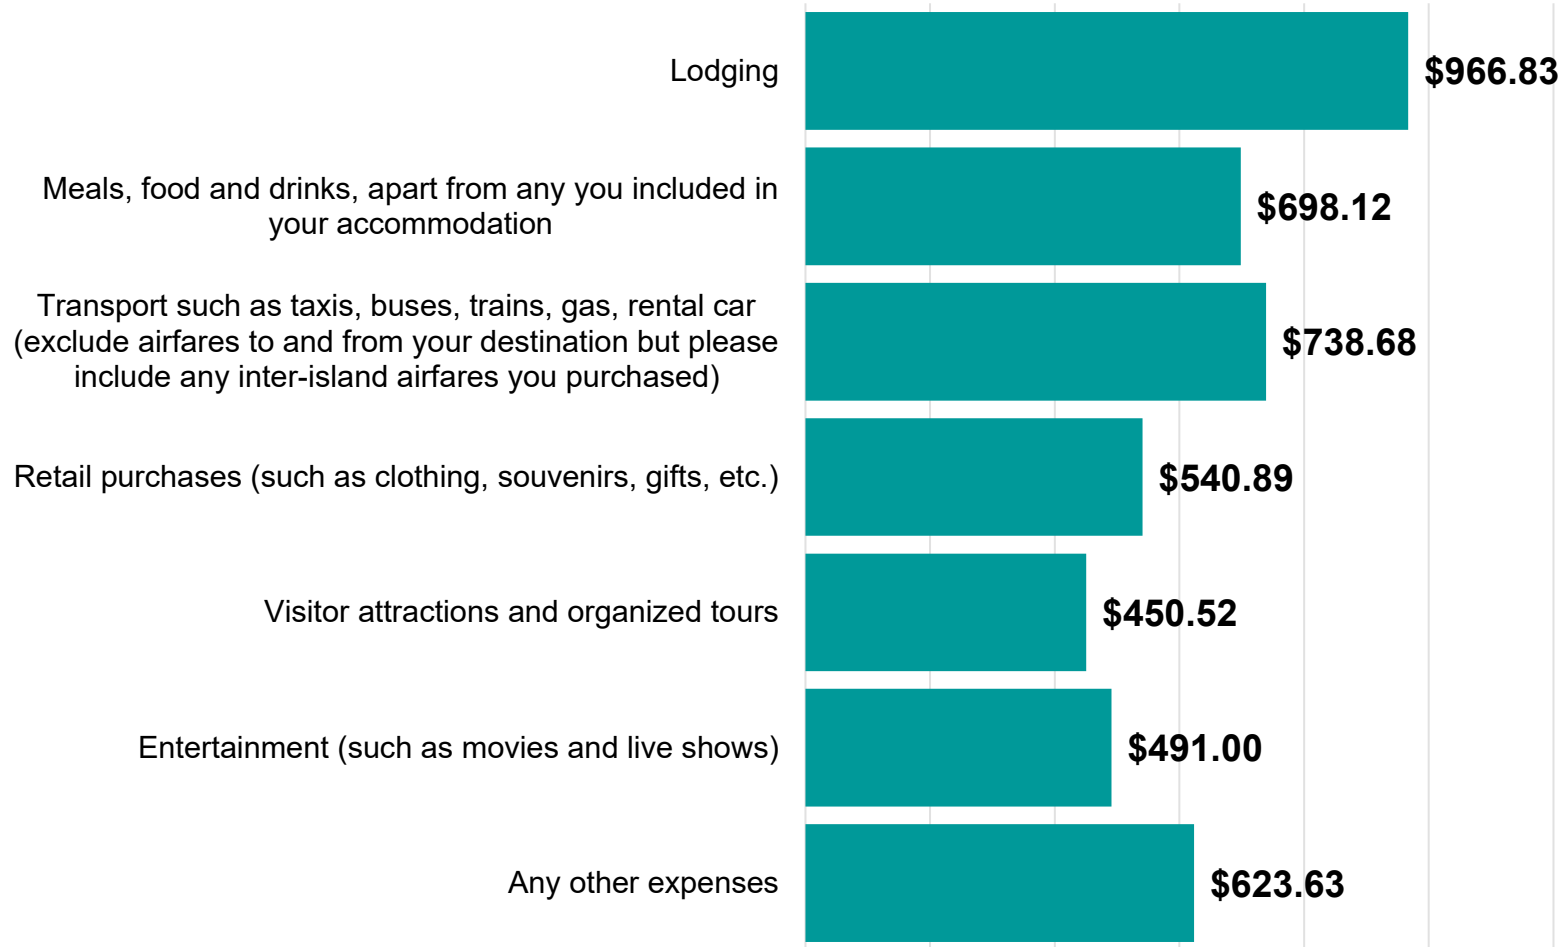 Lodging
$966.83
Meals, food and drinks, apart from any you included in
your accommodation
$698.12
Transport such as taxis, buses, trains, gas, rental car
(exclude airfares to and from your destination but please
include any inter-island airfares you purchased)
$738.68
Retail purchases (such as clothing, souvenirs, gifts, etc.)
$540.89
Visitor attractions and organized tours
$450.52
Entertainment (such as movies and live shows)
$491.00
Any other expenses
$623.63